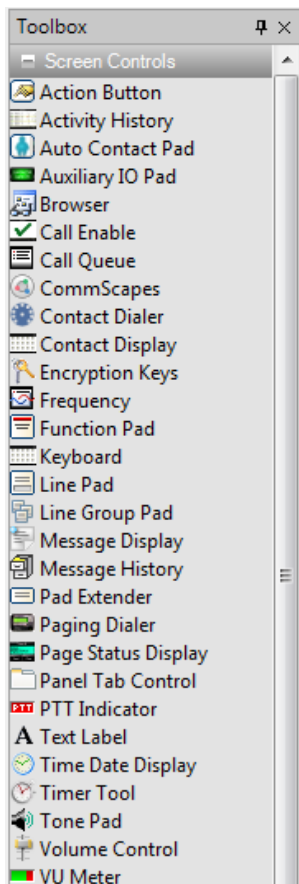 Toolbox
Screen Controls
Action Button
Activity History
Auto Contact Pad
Auxiliary IO Pad
Browser
Call Enable
Call Queue
CommScapes
Contact Dialer
Contact Display
Encryption Keys
Frequency
Function Pad
Keyboard
Line Pad
Line Group Pad
Message Display
Message History
Pad Extender
Paging Dialer
Page Status Display
Panel Tab Control
PTT PTT Indicator
A Text Label
Time Date Display
Timer Tool
Tone Pad
Volume Control
VU Meter